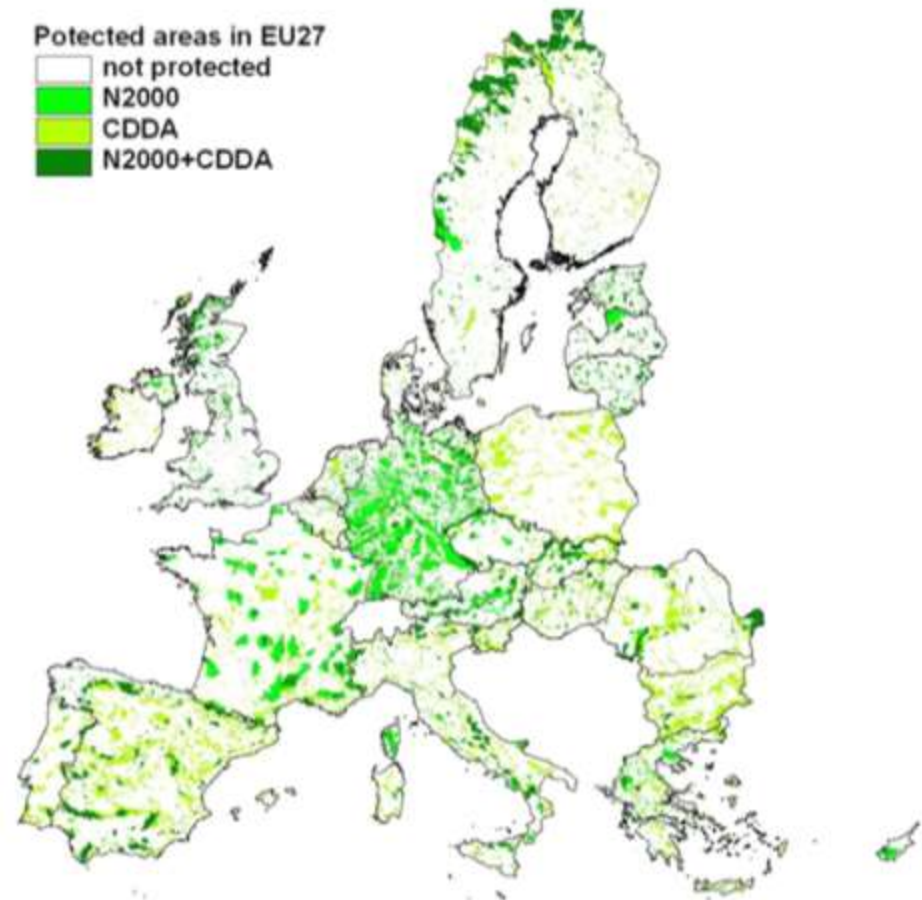 Potected areas in EU27
not protected
N2000
CDDA
N2000+CDDA